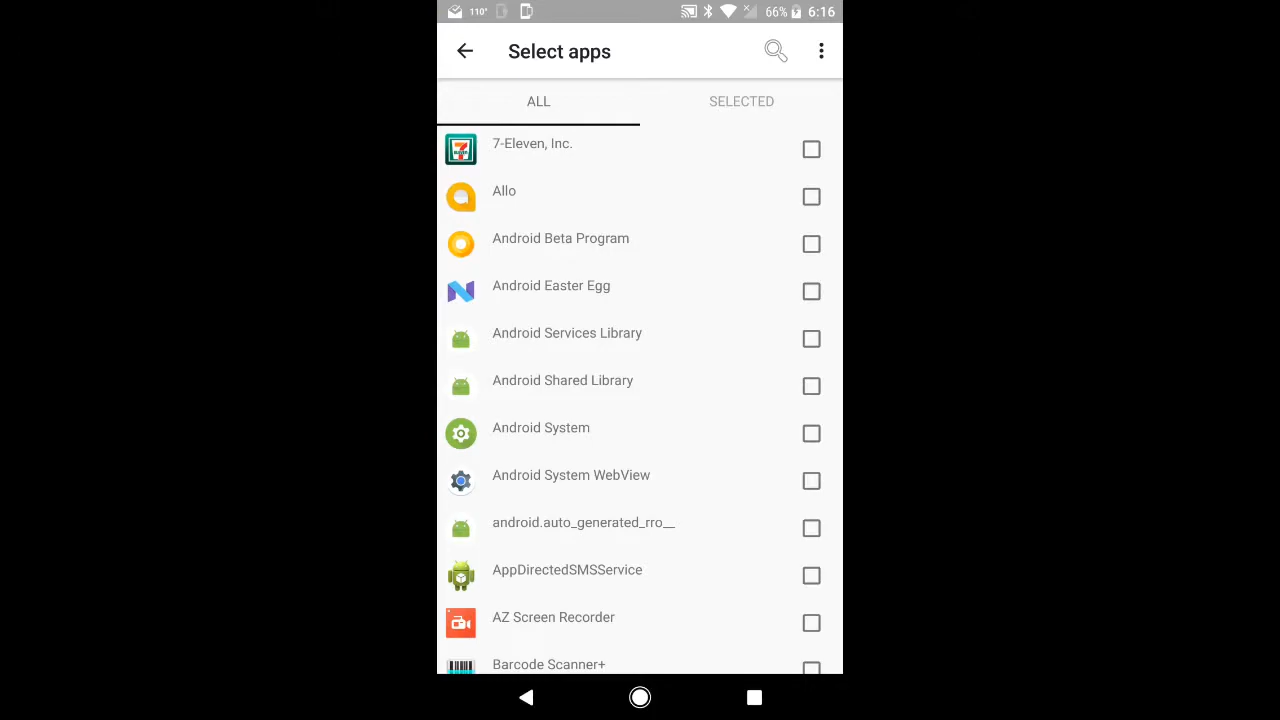 110° 66% 6:16
Select apps
ALL SELECTED
7-Eleven, Inc.
Allo
Android Beta Program
Android Easter Egg
Android Services Library
Android Shared Library
Android System
Android System WebView
android.auto_generated_rro__
AppDirectedSMSService
AZ Screen Recorder
Barcode Scanner+